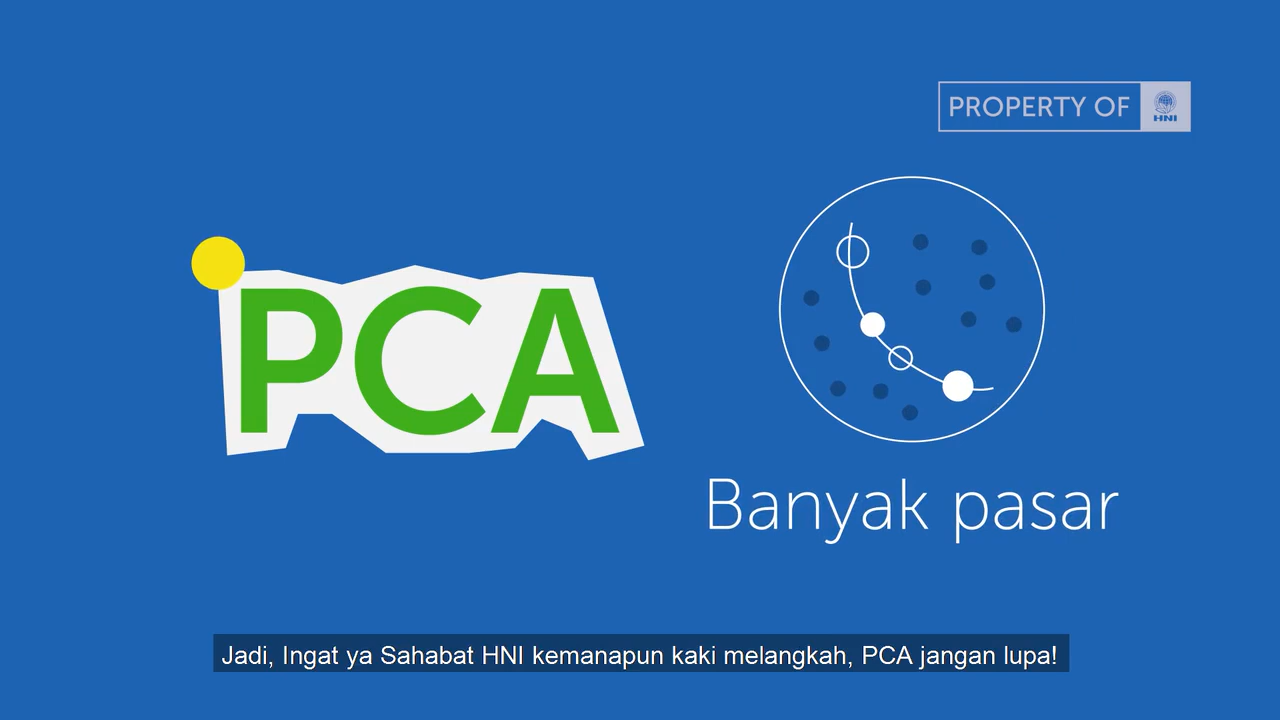 PROPERTY OF
HNI
PCA
Banyak pasar
Jadi, Ingat ya Sahabat HNI kemanapun kaki melangkah, PCA jangan lupa!